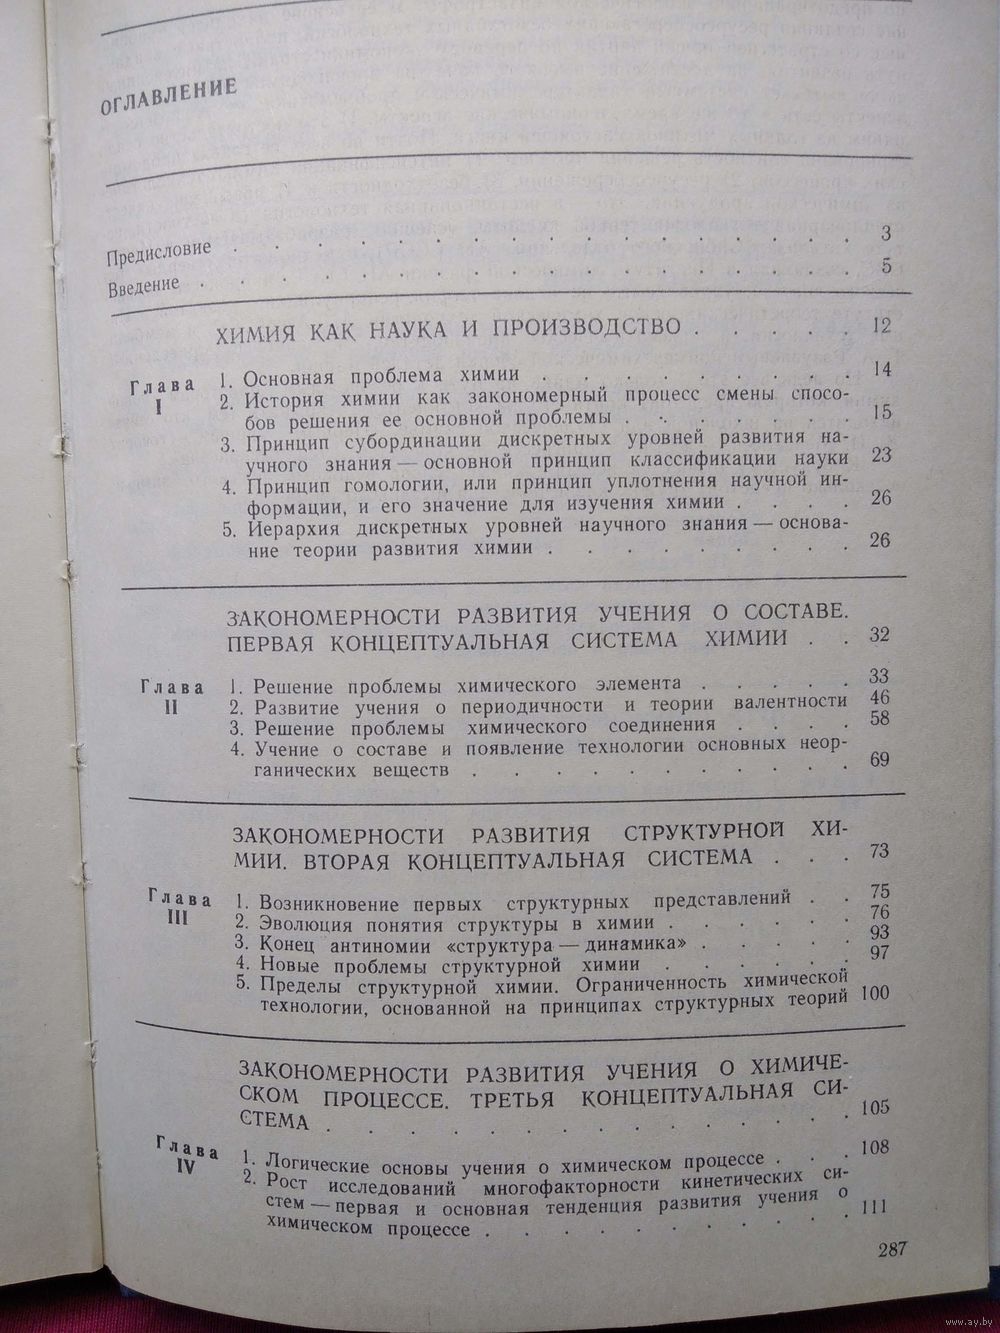 ОГЛАВЛЕНИЕ
Предисловие . . . . . . . . . . . . . . . . . 3
Введение . . . . . . . . . . . . . . . . . . 5
ХИМИЯ КАК НАУКА И ПРОИЗВОДСТВО . . . . . 12
Глава I
1. Основная проблема химии . . . . . . . . . 14
2. История химии как закономерный процесс смены спосо-
бов решения ее основной проблемы . . . . . . 15
3. Принцип субординации дискретных уровней развития на-
учного знания — основной принцип классификации науки 23
4. Принцип гомологии, или принцип уплотнения научной ин-
формации, и его значение для изучения химии . . . . 26
5. Иерархия дискретных уровней научного знания — основа-
ние теории развития химии . . . . . . . . . 26
ЗАКОНОМЕРНОСТИ РАЗВИТИЯ УЧЕНИЯ О СОСТАВЕ.
ПЕРВАЯ КОНЦЕПТУАЛЬНАЯ СИСТЕМА ХИМИИ . . 32
Глава II
1. Решение проблемы химического элемента . . . . . 33
2. Развитие учения о периодичности и теории валентности 46
3. Решение проблемы химического соединения . . . . 58
4. Учение о составе и появление технологии основных неор-
ганических веществ . . . . . . . . . . 69
ЗАКОНОМЕРНОСТИ РАЗВИТИЯ СТРУКТУРНОЙ ХИ-
МИИ. ВТОРАЯ КОНЦЕПТУАЛЬНАЯ СИСТЕМА . . . 73
Глава III
1. Возникновение первых структурных представлений . . 75
2. Эволюция понятия структуры в химии . . . . . 76
3. Конец антиномии «структура — динамика» . . . . . 93
4. Новые проблемы структурной химии . . . . . 97
5. Пределы структурной химии. Ограниченность химической
технологии, основанной на принципах структурных теорий 100
ЗАКОНОМЕРНОСТИ РАЗВИТИЯ УЧЕНИЯ О ХИМИЧЕ-
СКОМ ПРОЦЕССЕ. ТРЕТЬЯ КОНЦЕПТУАЛЬНАЯ СИ-
СТЕМА . . . . . . . . . . . . . . 105
Глава IV
1. Логические основы учения о химическом процессе . . . 108
2. Рост исследований многофакторности кинетических си-
стем — первая и основная тенденция развития учения о
химическом процессе . . . . . . . . . . 111
287
www.ay.by